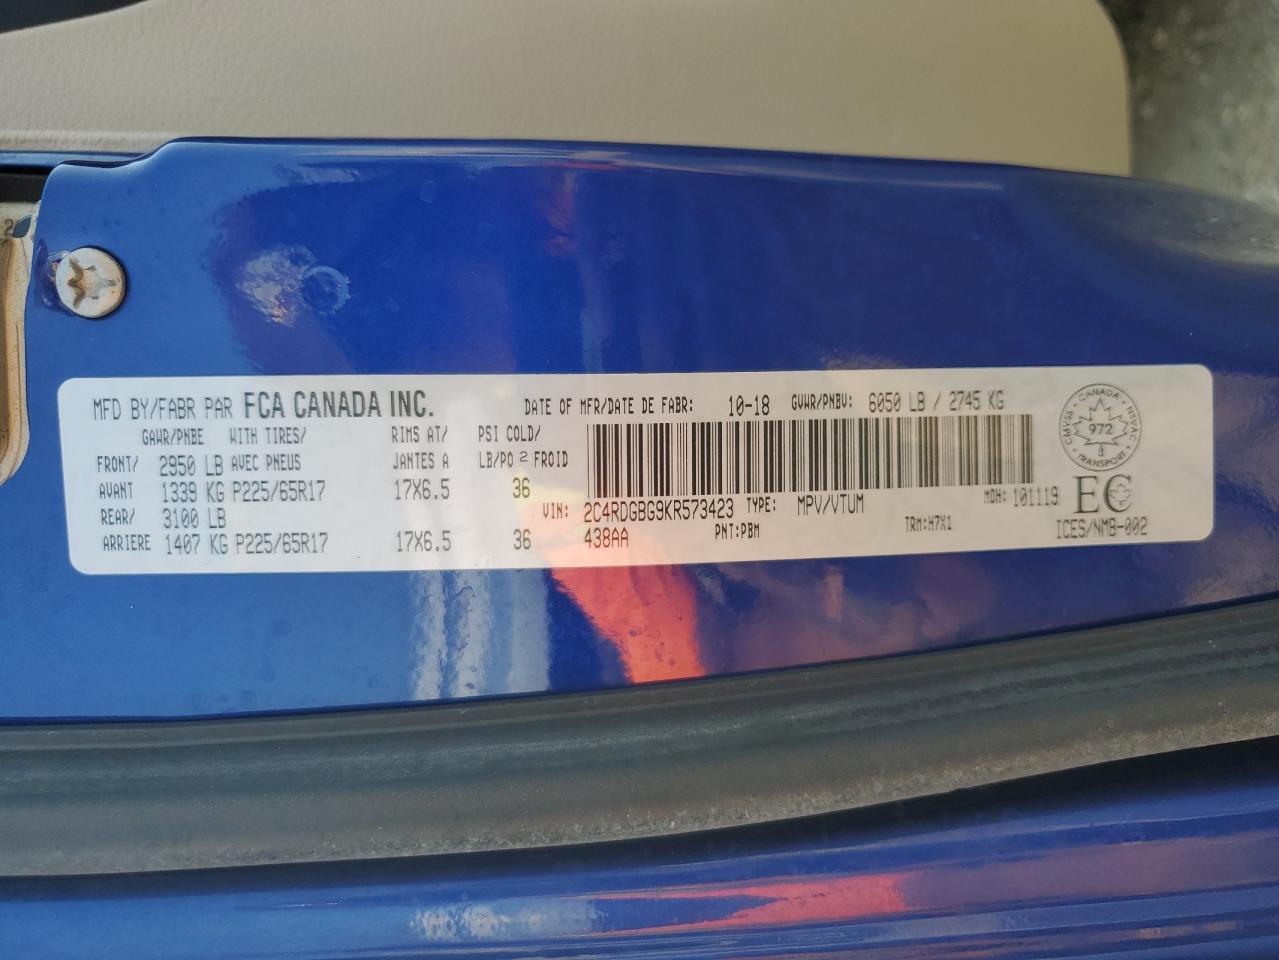 MFD BY/FABR PAR FCA CANADA INC. DATE OF MFR/DATE DE FABR: 10-18 GVWR/PNBV: 6050 LB / 2745 KG
GAWR/PNBE WITH TIRES/ RIMS AT/ PSI COLD/
FRONT/ 2950 LB AVEC PNEUS JANTES A LB/PO 2 FROID
AVANT 1339 KG P225/65R17 17X6.5 36
REAR/ 3100 LB
ARRIERE 1407 KG P225/65R17 17X6.5 36
VIN: 2C4RDGBG9KR573423 TYPE: MPV/VTUM MDH: 101119
438AA PNT:PBM TRM:H7X1
CANADA
CMVSS 972 NSVAC
TRANSPORT
EC
ICES/NMB-002
2